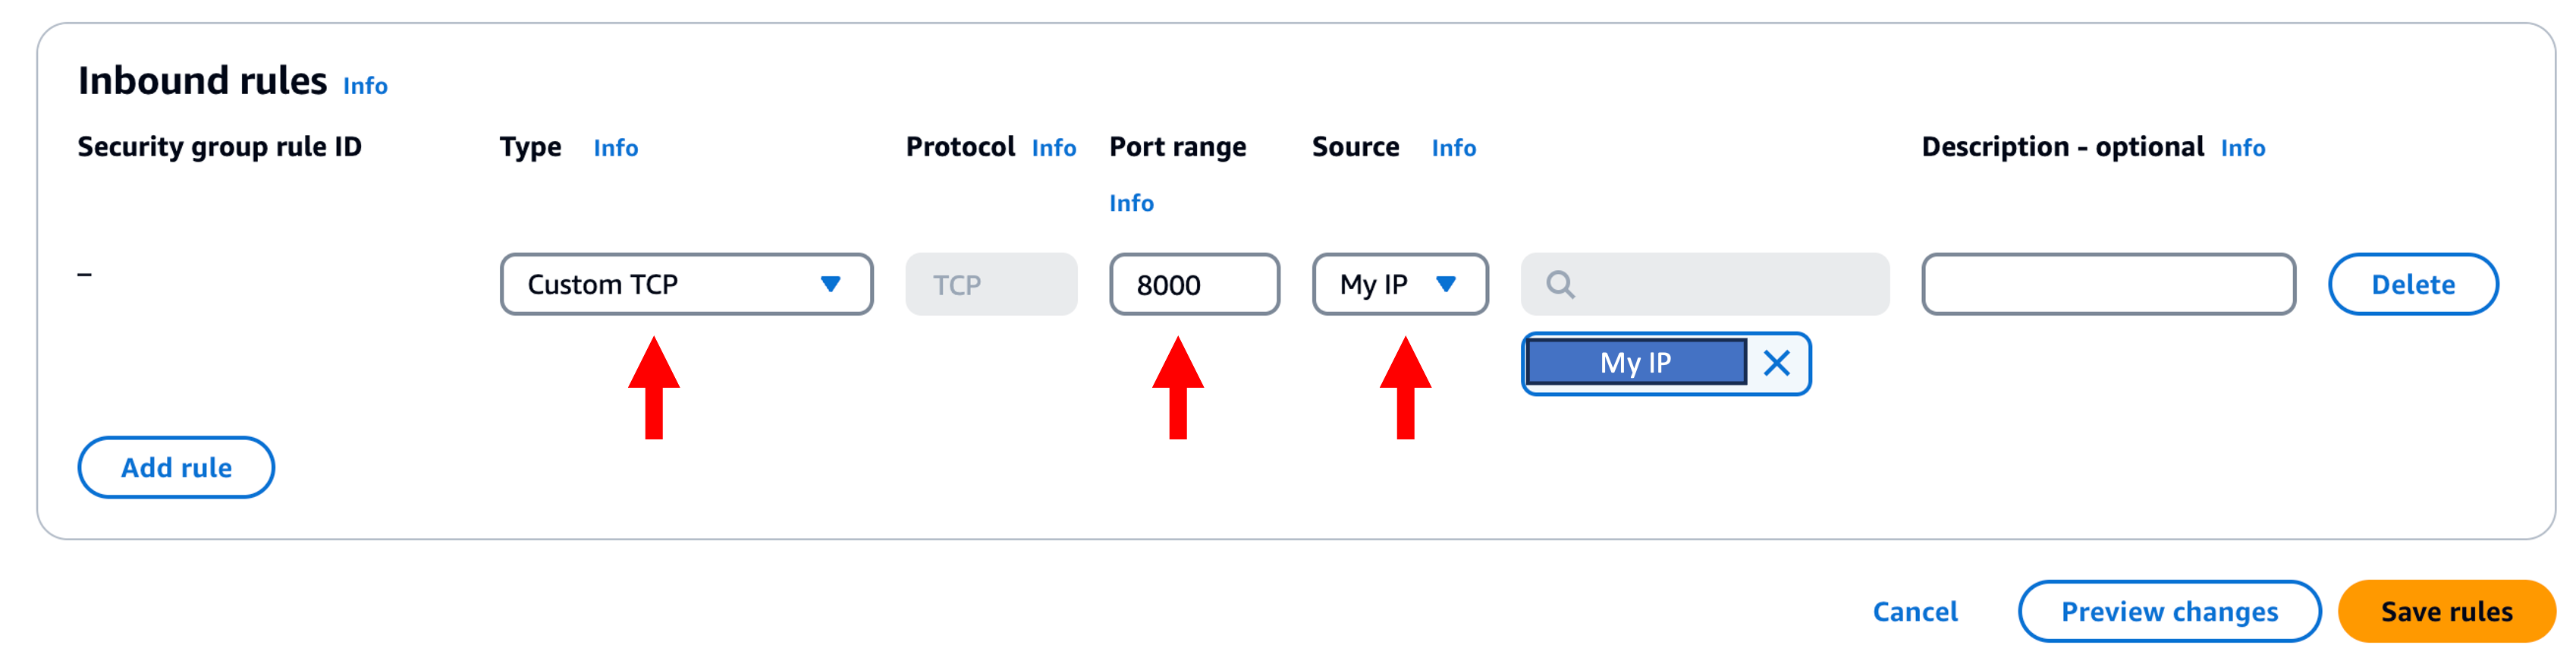 Inbound rules Info
Security group rule ID Type Info Protocol Info Port range Info Source Info Description - optional Info
– Custom TCP TCP 8000 My IP Delete
My IP
Add rule
Cancel Preview changes Save rules